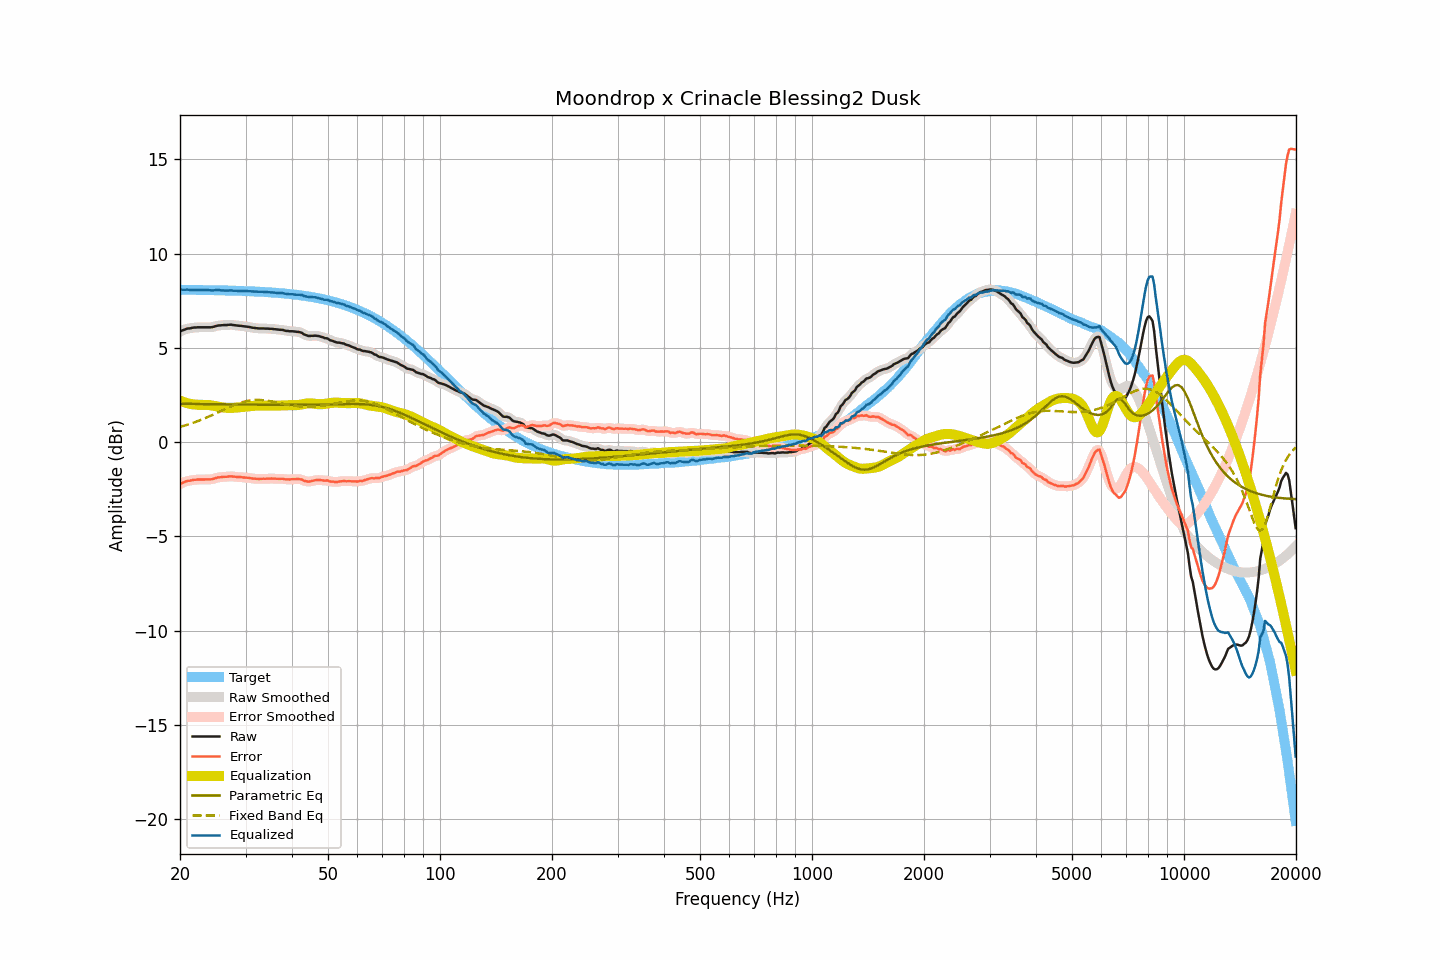 Moondrop x Crinacle Blessing2 Dusk
15
10
5
0
−5
−10
−15
−20
Amplitude (dBr)
Target
Raw Smoothed
Error Smoothed
Raw
Error
Equalization
Parametric Eq
Fixed Band Eq
Equalized
20 50 100 200 500 1000 2000 5000 10000 20000
Frequency (Hz)